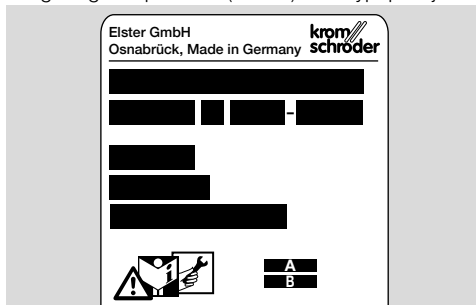 Elster GmbH
Osnabrück, Made in Germany
krom
schröder
-
A
B